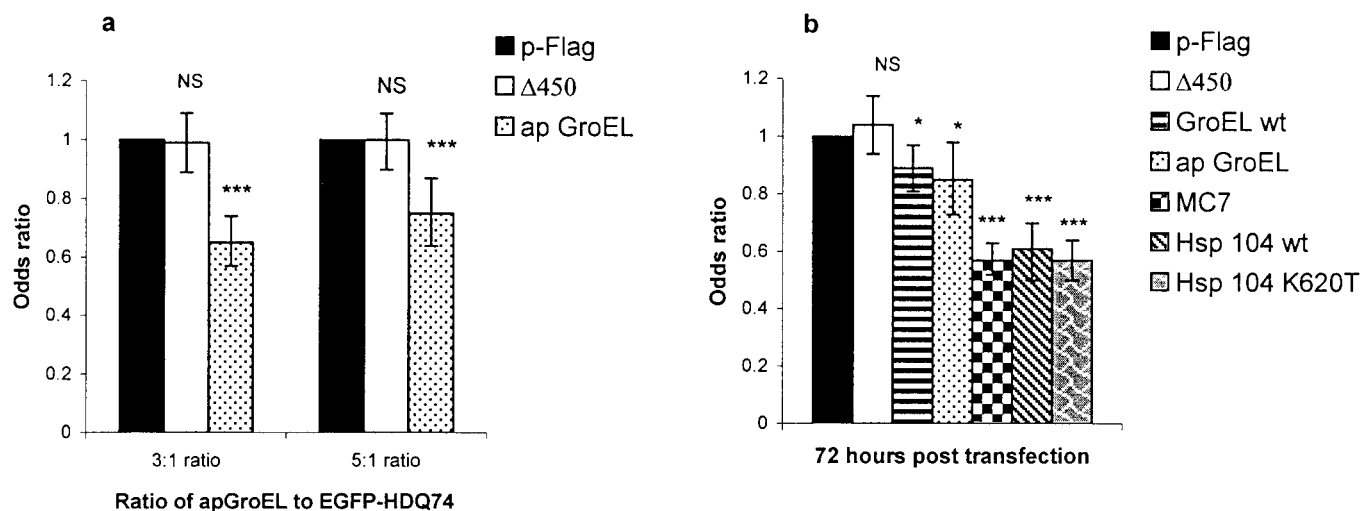 a
p-Flag
Δ450
ap GroEL
1.2
1
0.8
0.6
0.4
0.2
0
Odds ratio
NS
***
NS
***
3:1 ratio
5:1 ratio
Ratio of apGroEL to EGFP-HDQ74
b
p-Flag
Δ450
GroEL wt
ap GroEL
MC7
Hsp 104 wt
Hsp 104 K620T
1.2
1
0.8
0.6
0.4
0.2
0
Odds ratio
NS
*
*
***
***
***
72 hours post transfection